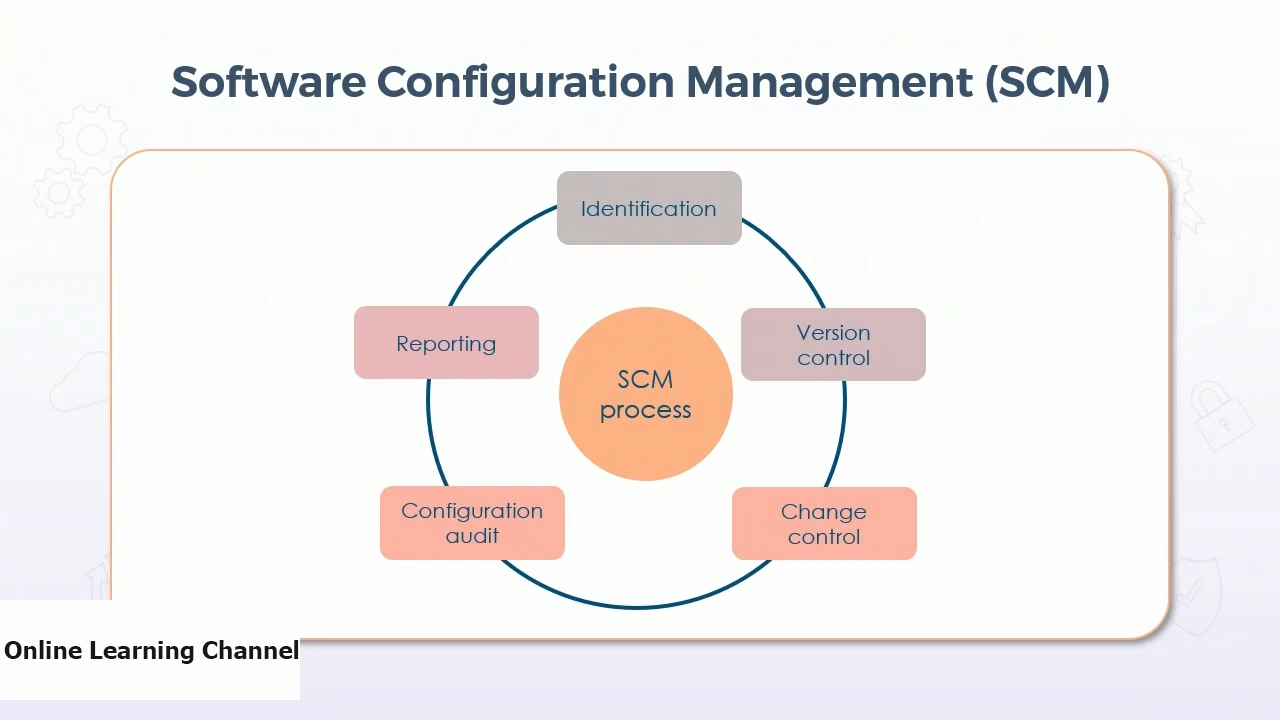 Software Configuration Management (SCM)
Identification
Reporting
Version
control
SCM
process
Configuration
audit
Change
control
Online Learning Channel